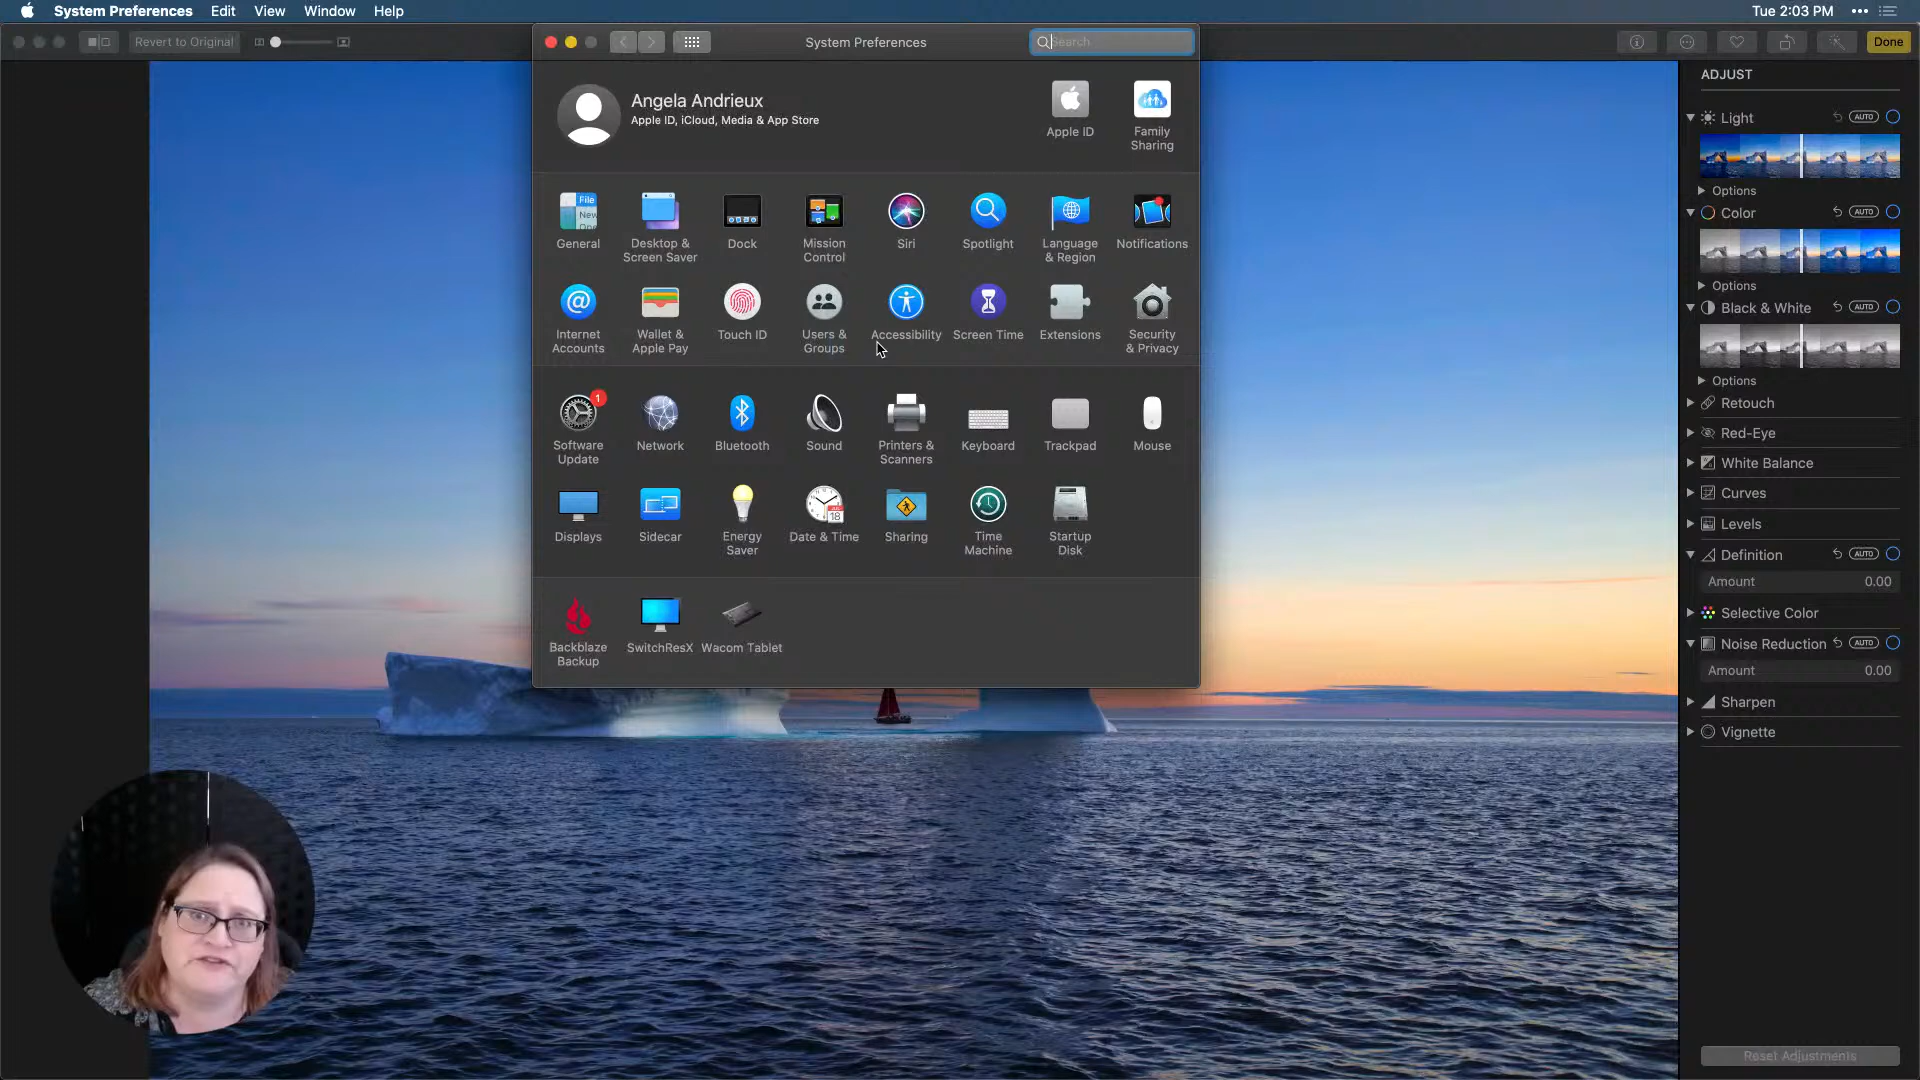 System Preferences Edit View Window Help
Tue 2:03 PM
Revert to Original
System Preferences
Search
Done
Angela Andrieux
Apple ID, iCloud, Media & App Store
Apple ID
Family
Sharing
General
Desktop &
Screen Saver
Dock
Mission
Control
Siri
Spotlight
Language
& Region
Notifications
Internet
Accounts
Wallet &
Apple Pay
Touch ID
Users &
Groups
Accessibility
Screen Time
Extensions
Security
& Privacy
1
Software
Update
Network
Bluetooth
Sound
Printers &
Scanners
Keyboard
Trackpad
Mouse
Displays
Sidecar
Energy
Saver
18
Date & Time
Sharing
Time
Machine
Startup
Disk
Backblaze
Backup
SwitchResX
Wacom Tablet
ADJUST
Light AUTO
Options
Color AUTO
Options
Black & White AUTO
Options
Retouch
Red-Eye
White Balance
Curves
Levels
Definition AUTO
Amount 0.00
Selective Color
Noise Reduction AUTO
Amount 0.00
Sharpen
Vignette
Reset Adjustments